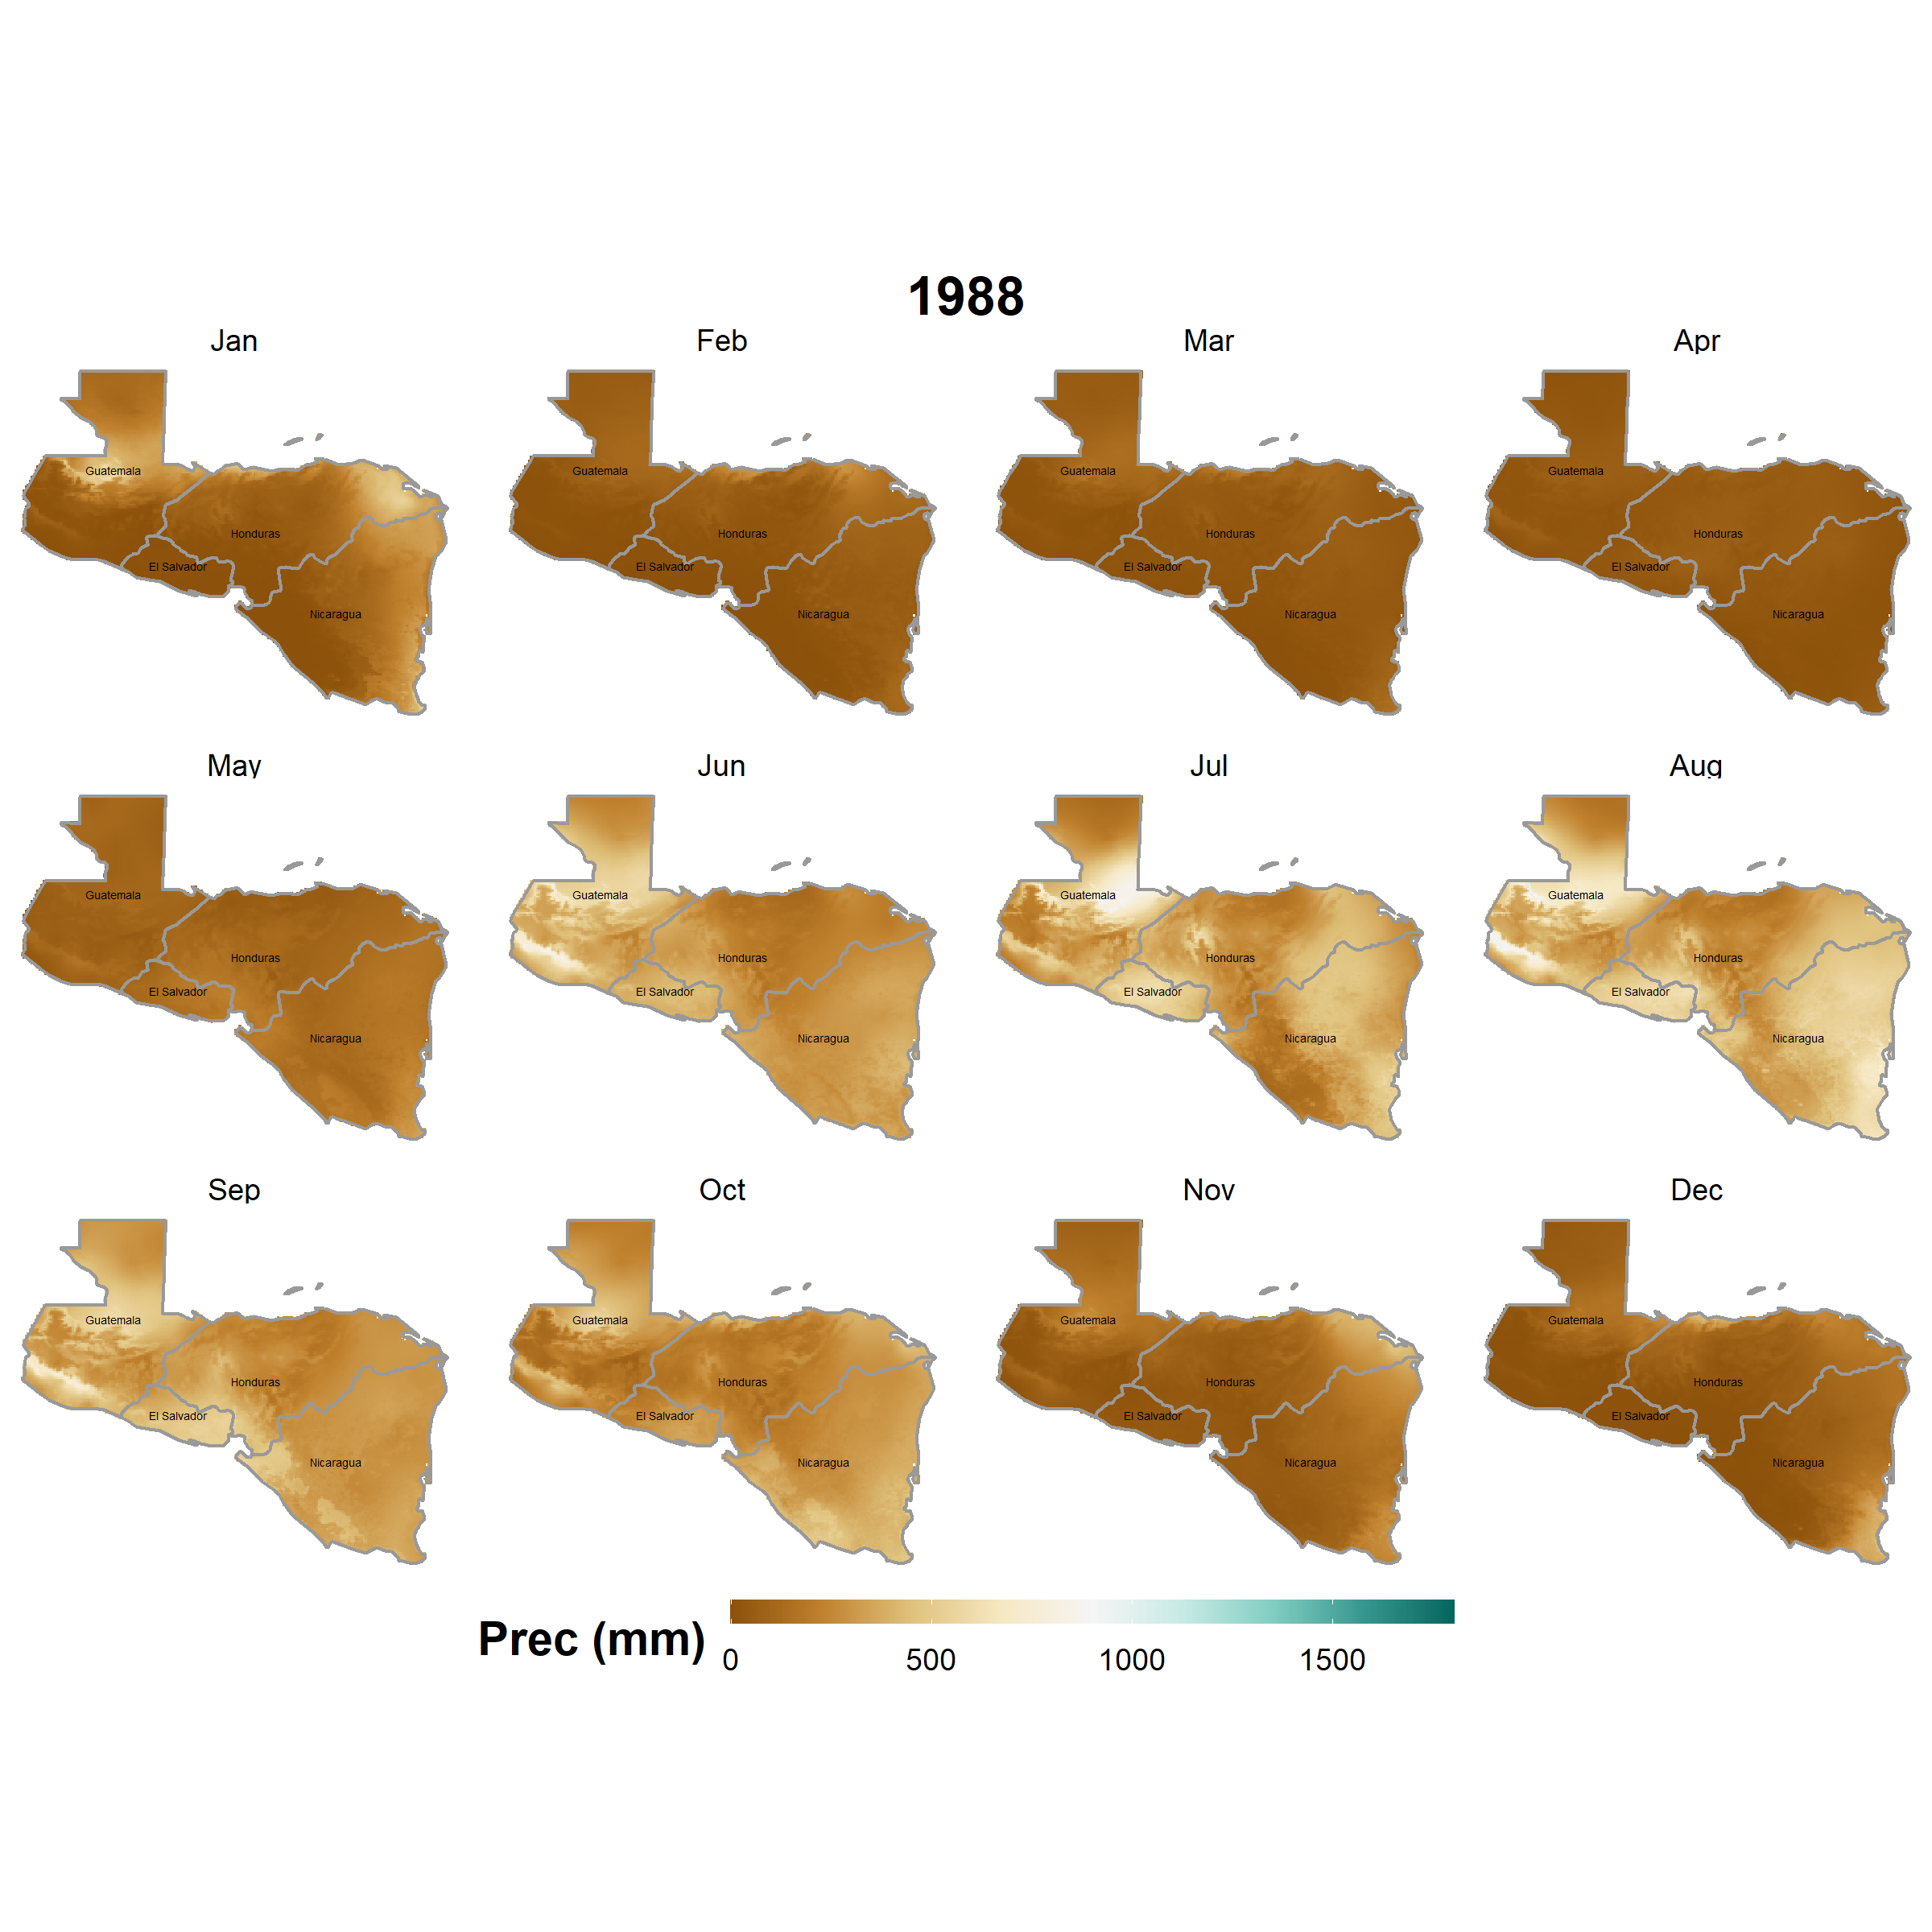 1988
Jan Feb Mar Apr
Guatemala Guatemala Guatemala Guatemala
Honduras Honduras Honduras Honduras
El Salvador El Salvador El Salvador El Salvador
Nicaragua Nicaragua Nicaragua Nicaragua
May Jun Jul Aug
Guatemala Guatemala Guatemala Guatemala
Honduras Honduras Honduras Honduras
El Salvador El Salvador El Salvador El Salvador
Nicaragua Nicaragua Nicaragua Nicaragua
Sep Oct Nov Dec
Guatemala Guatemala Guatemala Guatemala
Honduras Honduras Honduras Honduras
El Salvador El Salvador El Salvador El Salvador
Nicaragua Nicaragua Nicaragua Nicaragua
Prec (mm)
0 500 1000 1500